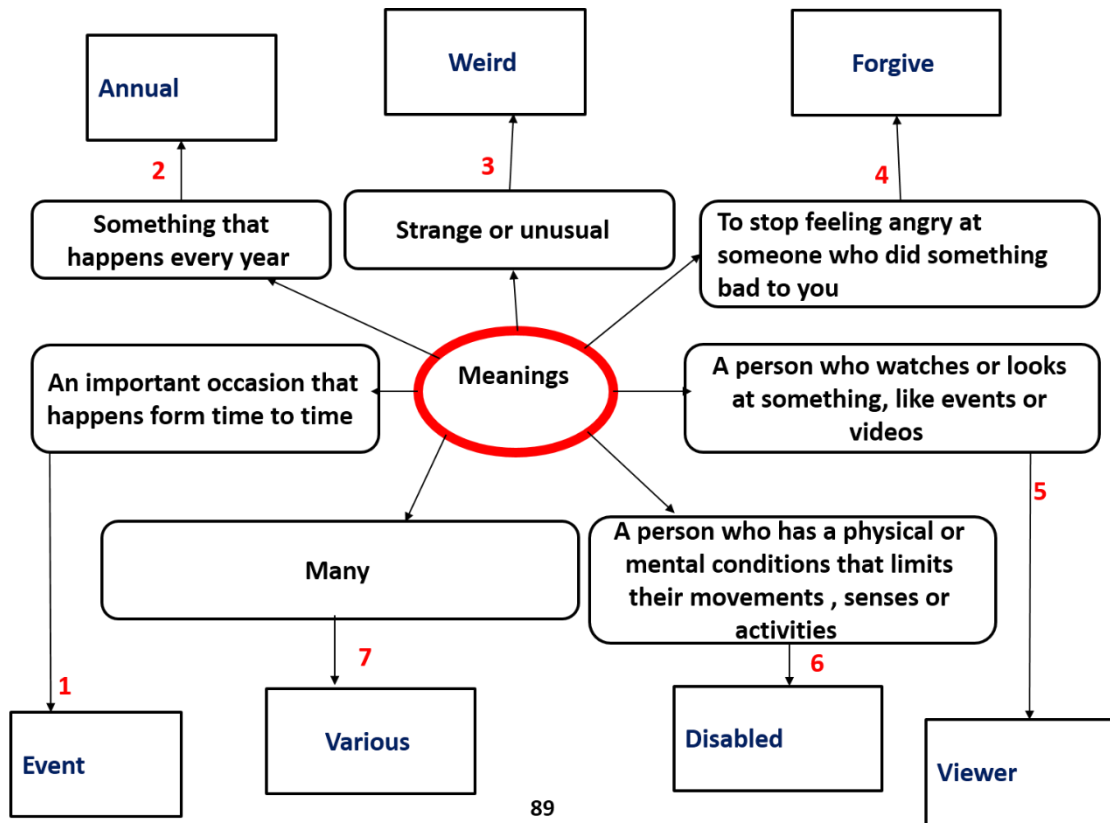 Annual
Weird
Forgive
2
3
4
Something that
happens every year
Strange or unusual
To stop feeling angry at
someone who did something
bad to you
Meanings
An important occasion that
happens form time to time
A person who watches or looks
at something, like events or
videos
5
Many
A person who has a physical or
mental conditions that limits
their movements , senses or
activities
7
6
1
Event
Various
Disabled
Viewer
89